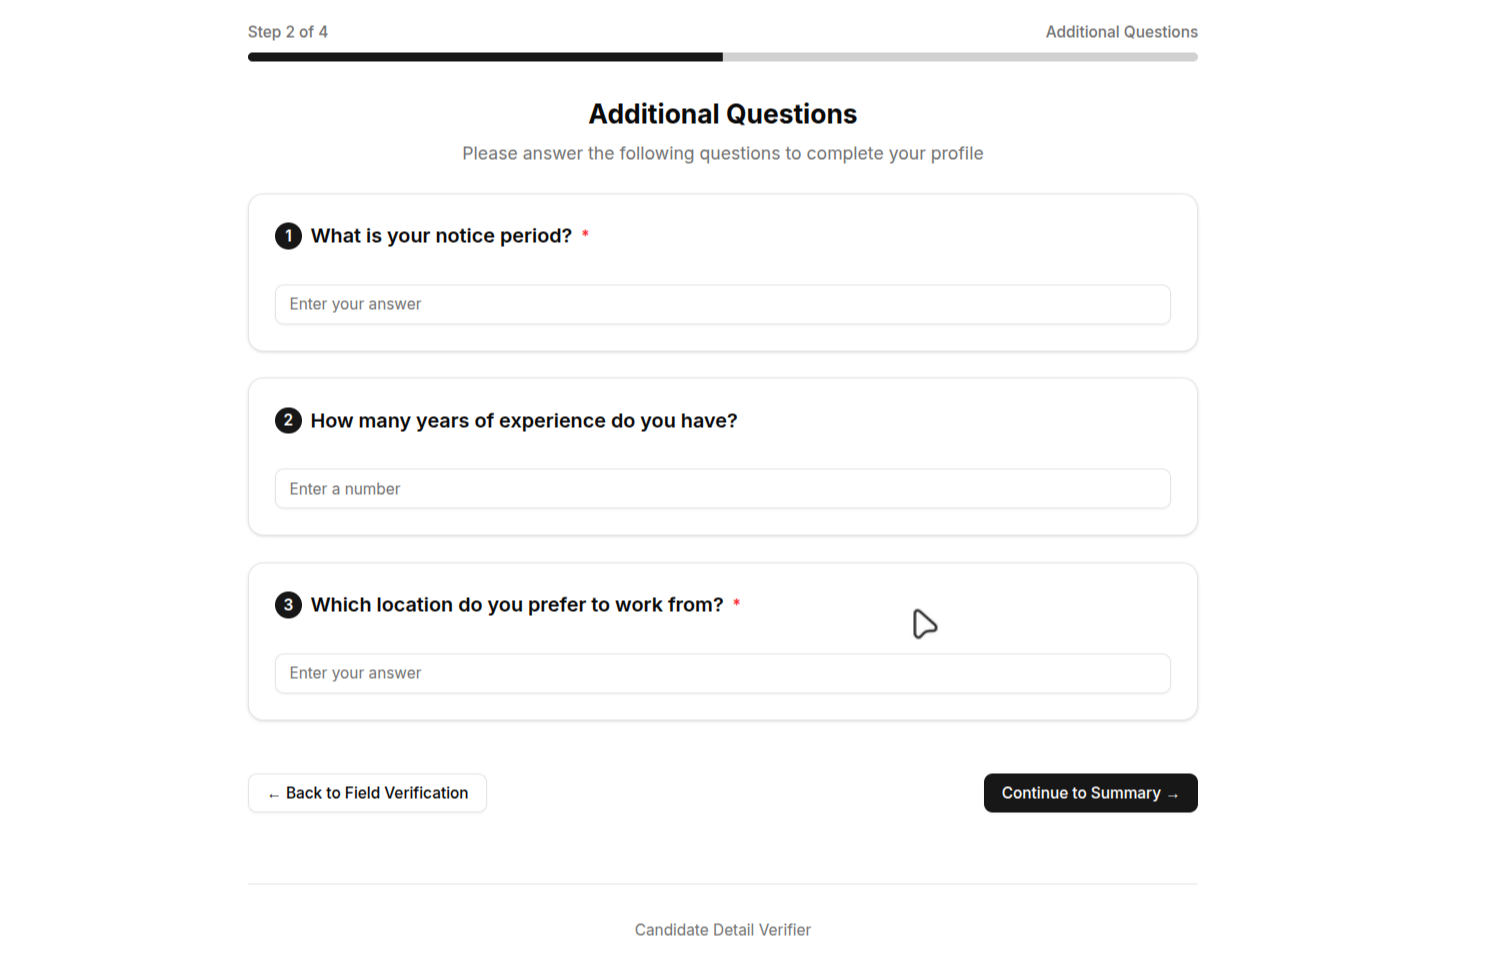 Step 2 of 4
Additional Questions
Additional Questions
Please answer the following questions to complete your profile
1 What is your notice period? *
Enter your answer
2 How many years of experience do you have?
Enter a number
3 Which location do you prefer to work from? *
Enter your answer
← Back to Field Verification
Continue to Summary →
Candidate Detail Verifier